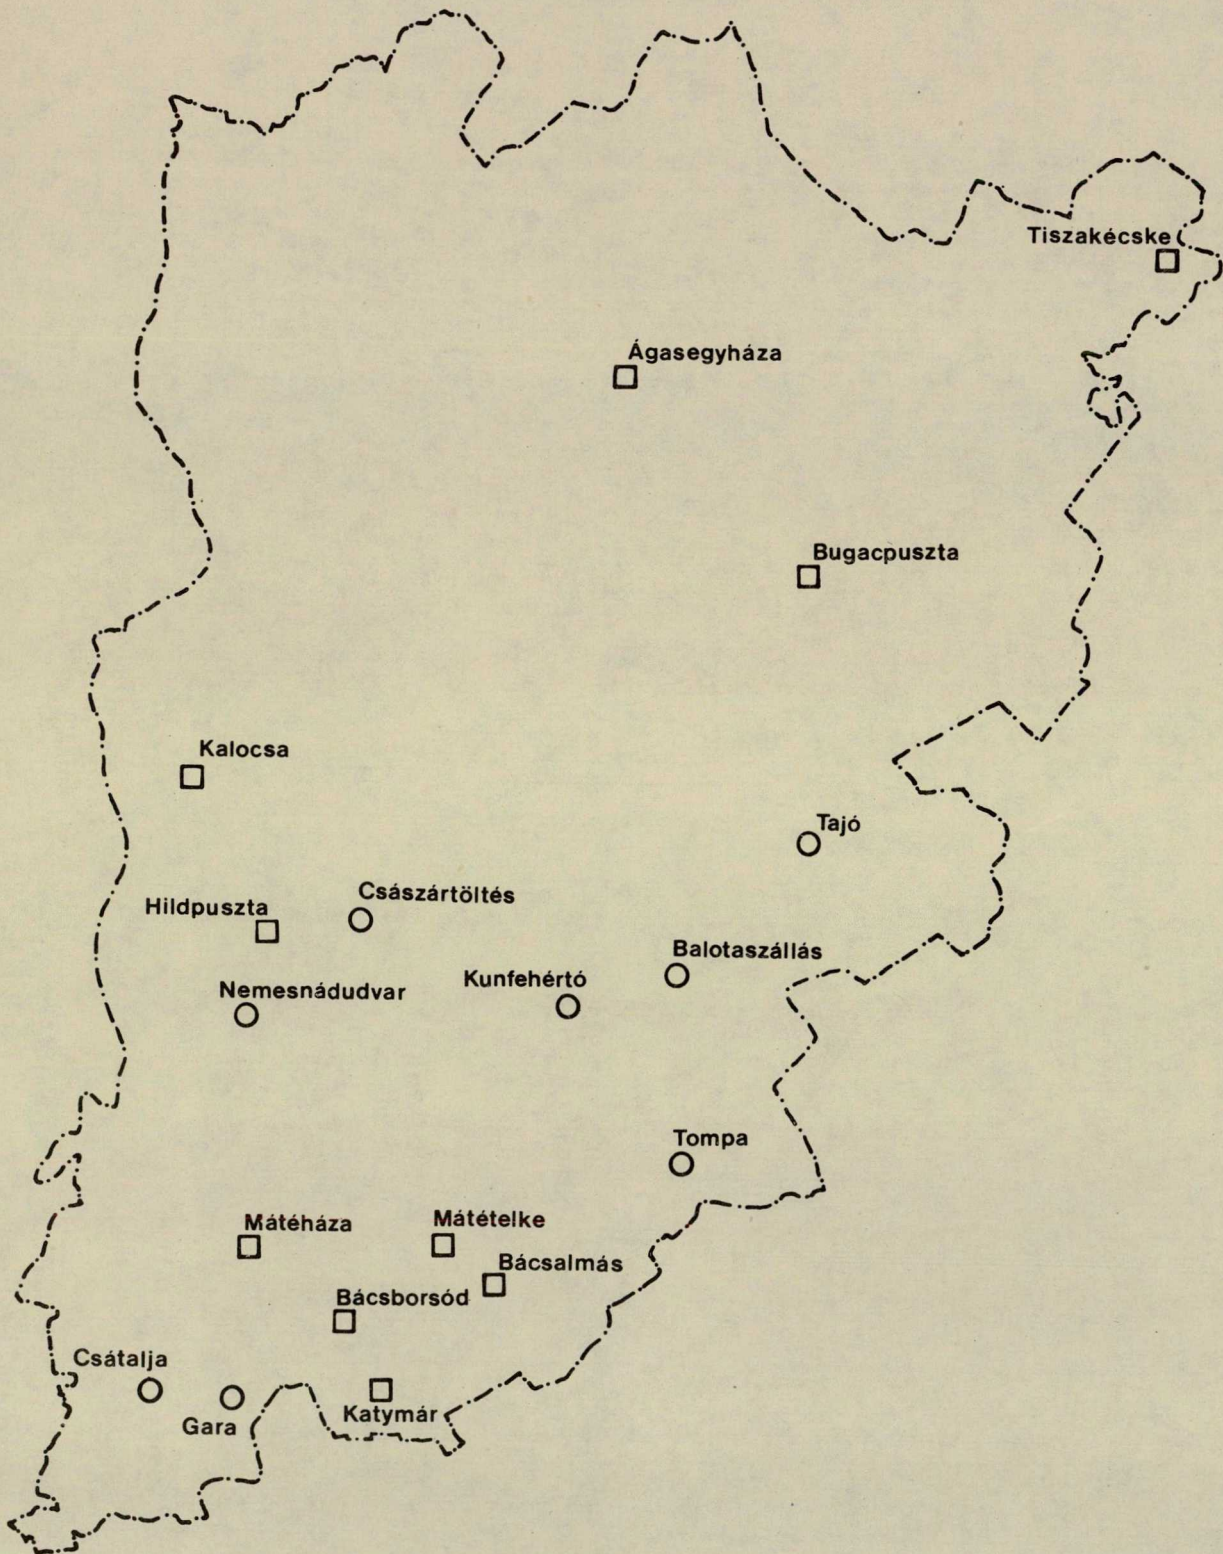 Tiszakécske
Ágasegyháza
Bugacpuszta
Kalocsa
Tajó
Császártöltés
Hildpuszta
Balotaszállás
Kunfehértó
Nemesnádudvar
Tompa
Mátéháza
Mátételke
Bácsalmás
Bácsborsód
Csátalja
Katymár
Gara